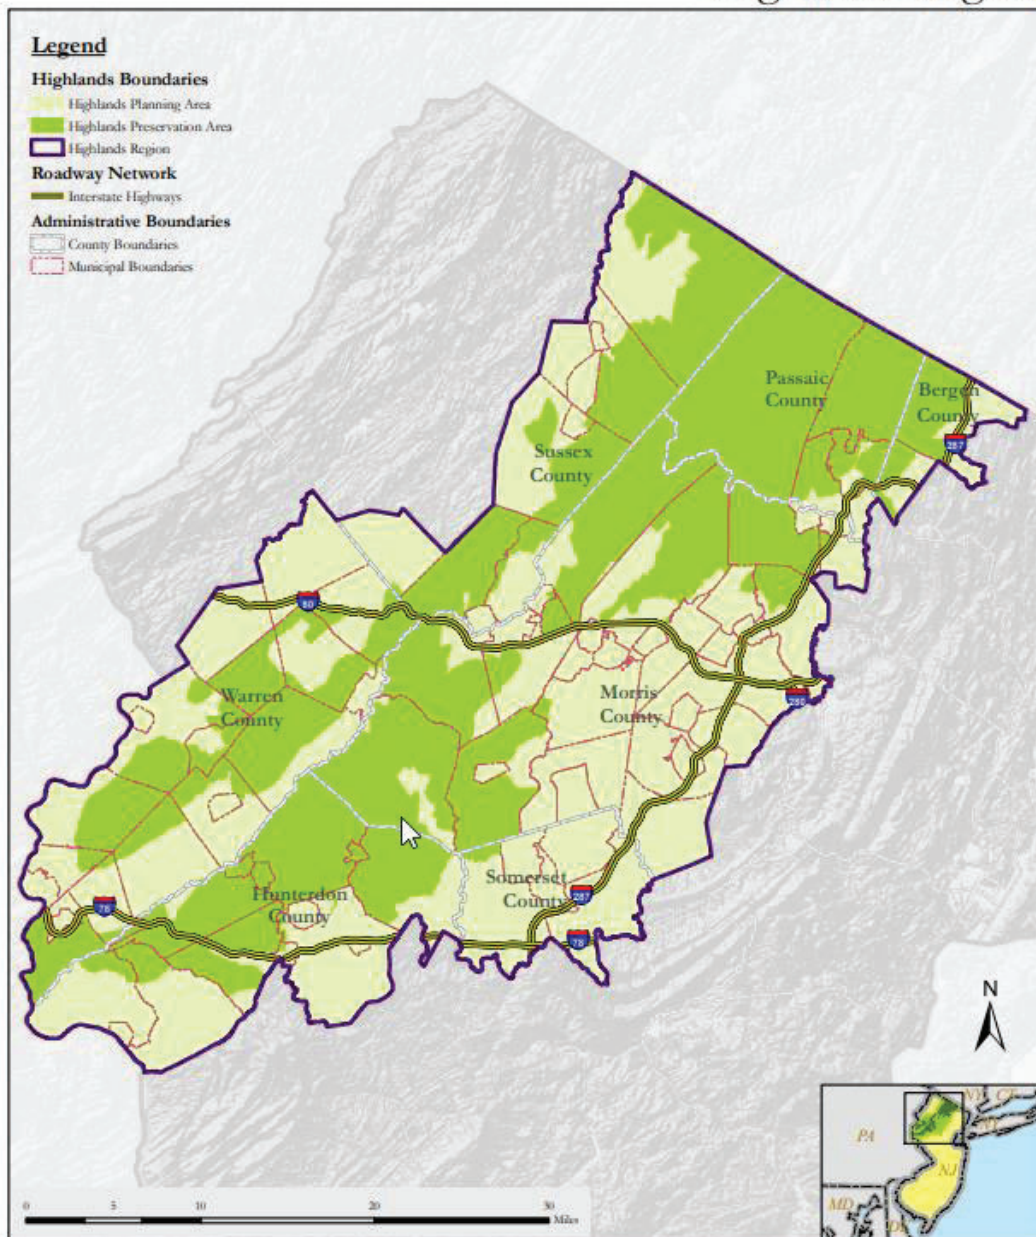 Legend
Highlands Boundaries
Highlands Planning Area
Highlands Preservation Area
Highlands Region
Roadway Network
Interstate Highways
Administrative Boundaries
County Boundaries
Municipal Boundaries
Passaic
County
Bergen
County
287
Sussex
County
80
Warren
County
Morris
County
280
Hunterdon
County
Somerset
County
287
78
78
N
NY
CT
PA
NJ
MD
0 5 10 20 30
Miles